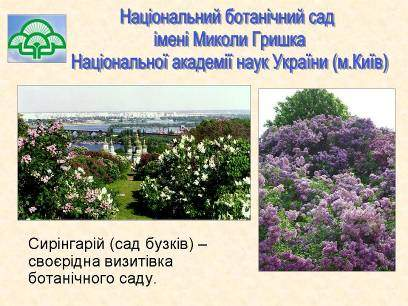 Національний ботанічний сад
імені Миколи Гришка
Національної академії наук України (м.Київ)
Сирінгарій (сад бузків) –
своєрідна визитівка
ботанічного саду.